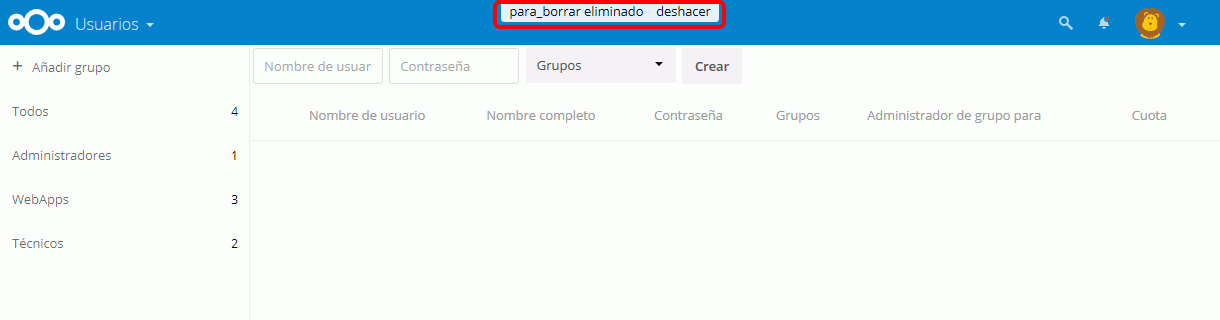 Usuarios
para_borrar eliminado deshacer
+ Añadir grupo
Nombre de usuar
Contraseña
Grupos
Crear
Todos 4
Nombre de usuario Nombre completo Contraseña Grupos Administrador de grupo para Cuota
Administradores 1
WebApps 3
Técnicos 2